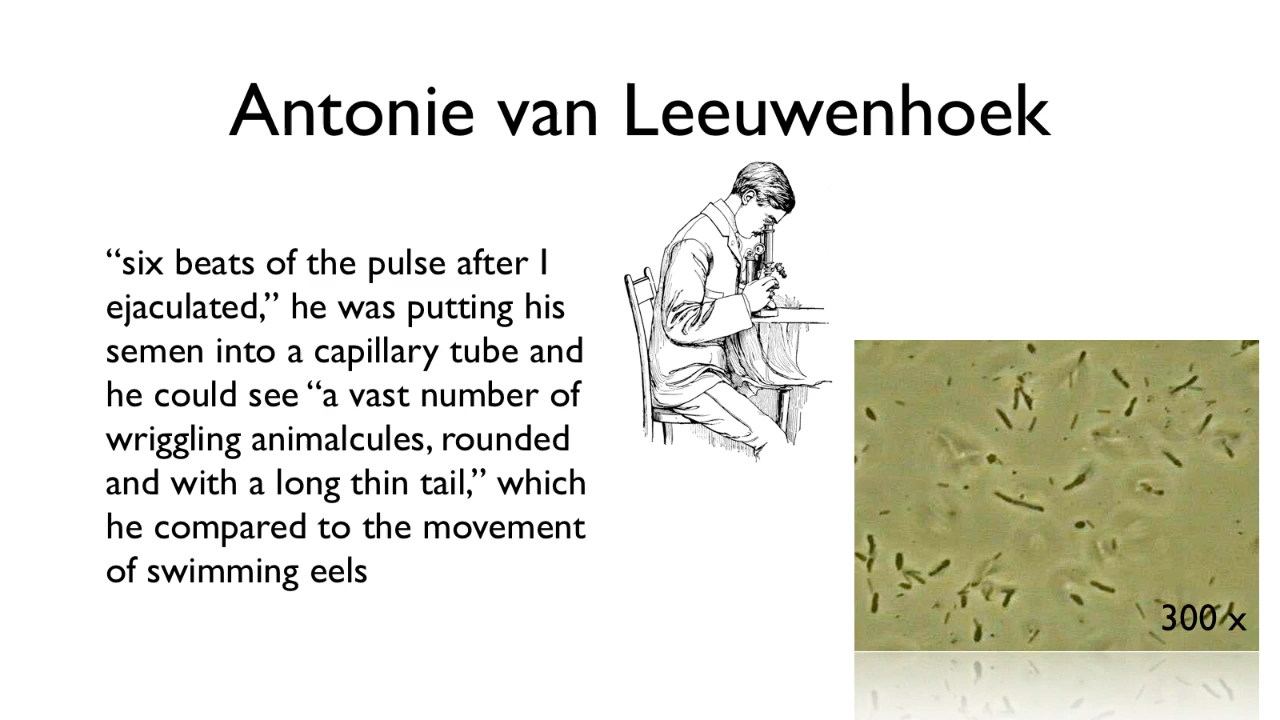 Antonie van Leeuwenhoek
“six beats of the pulse after I
ejaculated,” he was putting his
semen into a capillary tube and
he could see “a vast number of
wriggling animalcules, rounded
and with a long thin tail,” which
he compared to the movement
of swimming eels
300 x